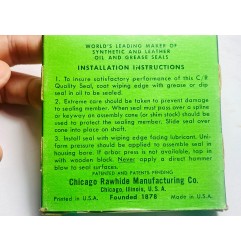 WORLD'S LEADING MAKER OF
SYNTHETIC AND LEATHER
OIL AND GREASE SEALS
INSTALLATION INSTRUCTIONS
1. To insure satisfactory performance of this C/R
Quality Seal, coat wiping edge with grease or dip
seal in oil to be sealed.
2. Extreme care should be taken to prevent damage
to sealing member. When seal must pass over a
spline or keyway an assembly cone (or shim stock) should be
used to protect the sealing member. Slide seal over
cone into place on shaft.
3. Install seal with wiping edge facing lubricant. Uni-
form pressure should be applied to assemble seal in
housing bore. If arbor press is not available, tap in
with wooden block. Never apply a direct hammer
blow to seal surfaces.
PATENTED AND PATENTS PENDING
Chicago Rawhide Manufacturing Co.
Chicago, Illinois, U.S.A.
Printed in U.S.A. Founded 1878 Made in U.S.A.